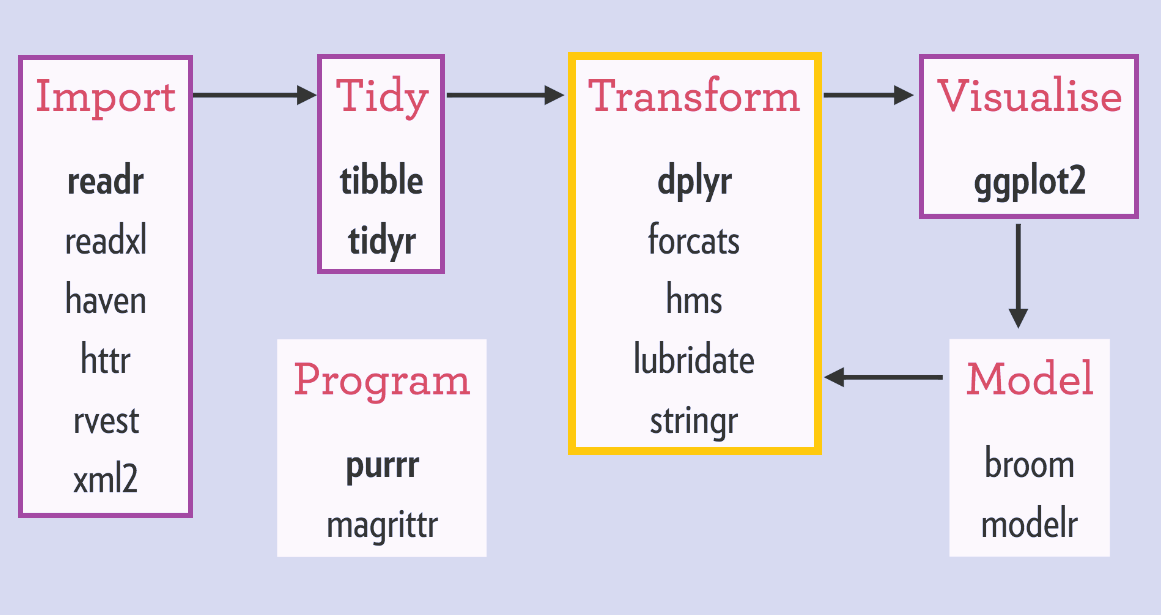 Import
readr
readxl
haven
httr
rvest
xml2
Tidy
tibble
tidyr
Program
purrr
magrittr
Transform
dplyr
forcats
hms
lubridate
stringr
Visualise
ggplot2
Model
broom
modelr